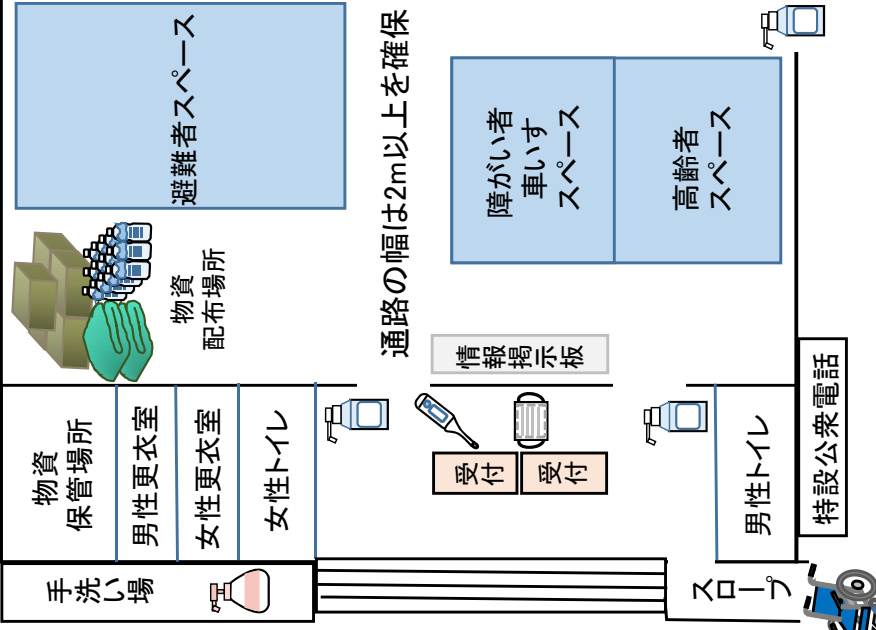 避難者スペース
通路の幅は2m以上を確保
障がい者
車いす
スペース
高齢者
スペース
物資
配布場所
情報
掲示板
物資
保管場所
男性更衣室
女性更衣室
女性トイレ
受付
受付
男性トイレ
特設公衆電話
手洗い場
スロープ